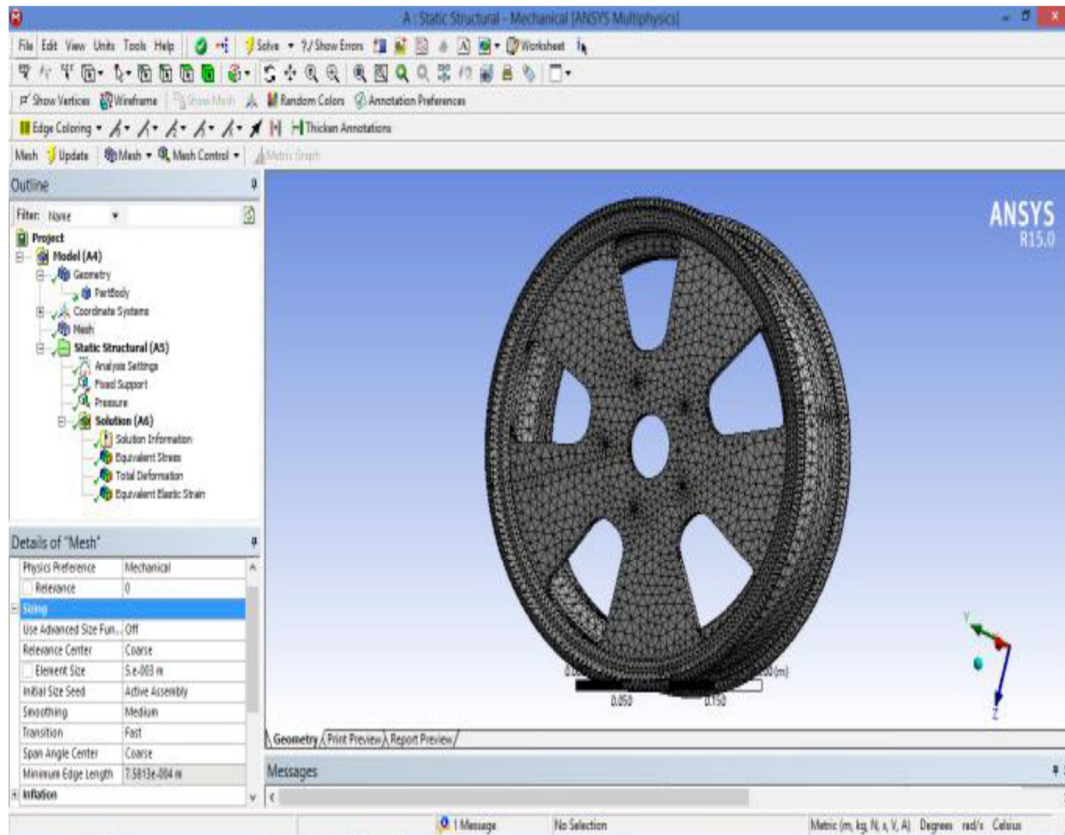 A : Static Structural - Mechanical [ANSYS Multiphysics]
File Edit View Units Tools Help Solve ?/ Show Errors Worksheet
Show Vertices Wireframe Show Mesh Random Colors Annotation Preferences
Edge Coloring Thicken Annotations
Mesh Update Mesh Mesh Control Metric Graph
Outline
Filter: Name
Project
Model (A4)
Geometry
PartBody
Coordinate Systems
Mesh
Static Structural (A5)
Analysis Settings
Fixed Support
Pressure
Solution (A6)
Solution Information
Equivalent Stress
Total Deformation
Equivalent Elastic Strain
Details of "Mesh"
Physics Preference Mechanical
Relevance 0
Sizing
Use Advanced Size Fun... Off
Relevance Center Coarse
Element Size 5.e-003 m
Initial Size Seed Active Assembly
Smoothing Medium
Transition Fast
Span Angle Center Coarse
Minimum Edge Length 7.5813e-004 m
Inflation
ANSYS
R15.0
(m)
0.050 0.150
Y
Z
Geometry Print Preview Report Preview
Messages
1 Message No Selection Metric (m, kg, N, s, V, A) Degrees rad/s Celsius